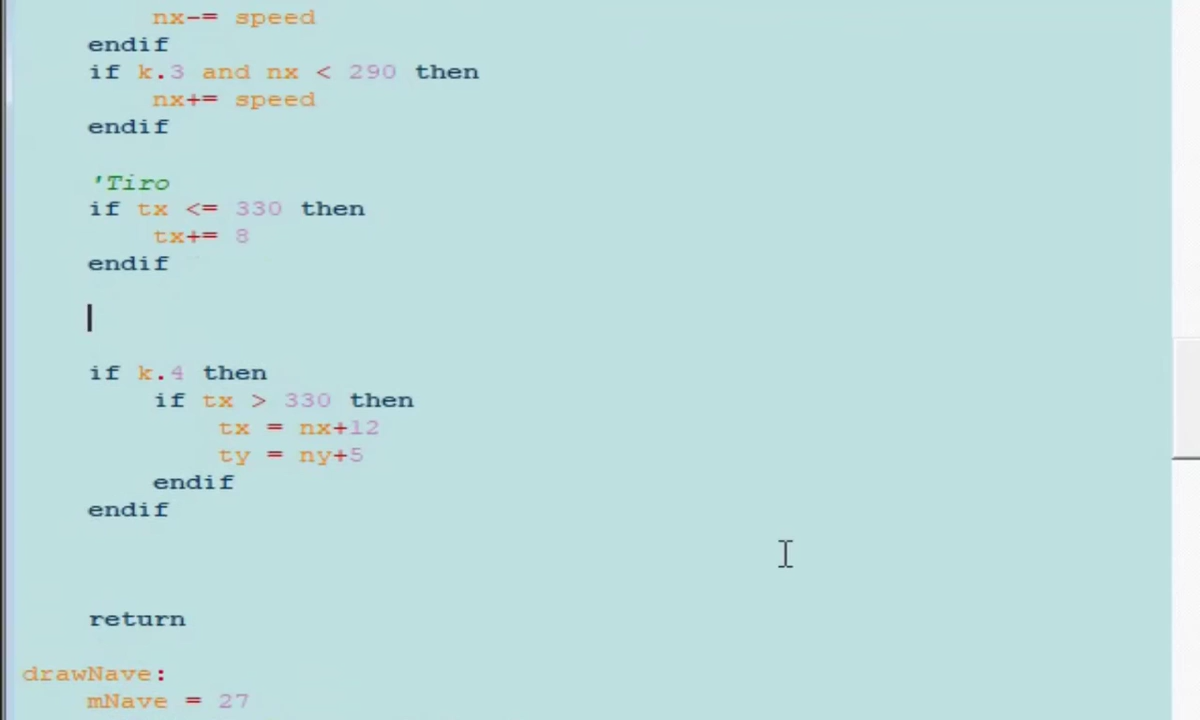 nx-= speed
endif
if k.3 and nx < 290 then
nx+= speed
endif
'Tiro
if tx <= 330 then
tx+= 8
endif
if k.4 then
if tx > 330 then
tx = nx+12
ty = ny+5
endif
endif
return
drawNave:
mNave = 27